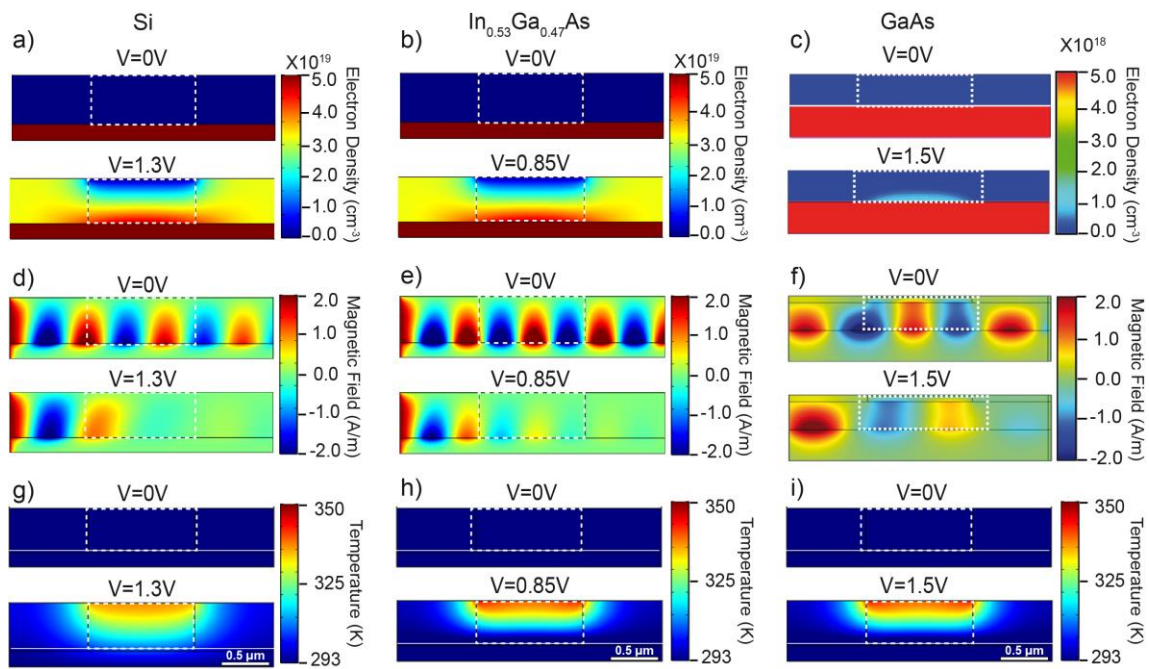 Si
In0.53Ga0.47As
GaAs
a)
V=0V
X10^19
5.0
4.0
3.0
2.0
1.0
0.0
Electron Density (cm-3)
V=1.3V
b)
V=0V
X10^19
5.0
4.0
3.0
2.0
1.0
0.0
Electron Density (cm-3)
V=0.85V
c)
V=0V
X10^18
5.0
4.0
3.0
2.0
1.0
0.0
Electron Density (cm-3)
V=1.5V
d)
V=0V
2.0
1.0
0.0
-1.0
-2.0
Magnetic Field (A/m)
V=1.3V
e)
V=0V
2.0
1.0
0.0
-1.0
-2.0
Magnetic Field (A/m)
V=0.85V
f)
V=0V
2.0
1.0
0.0
-1.0
-2.0
Magnetic Field (A/m)
V=1.5V
g)
V=0V
350
325
293
Temperature (K)
V=1.3V
0.5 μm
h)
V=0V
350
325
293
Temperature (K)
V=0.85V
0.5 μm
i)
V=0V
350
325
293
Temperature (K)
V=1.5V
0.5 μm